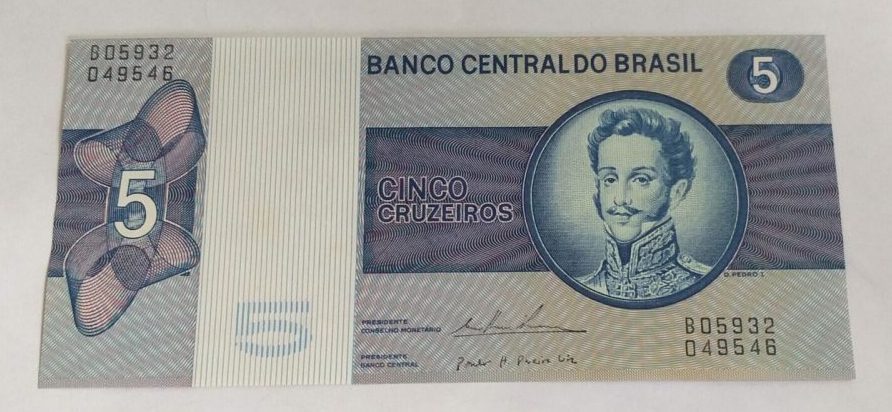 B05932
049546
BANCO CENTRAL DO BRASIL
5
5
CINCO
CRUZEIROS
D. PEDRO I.
PRESIDENTE
CONSELHO MONETÁRIO
B05932
049546
5
PRESIDENTE
BANCO CENTRAL